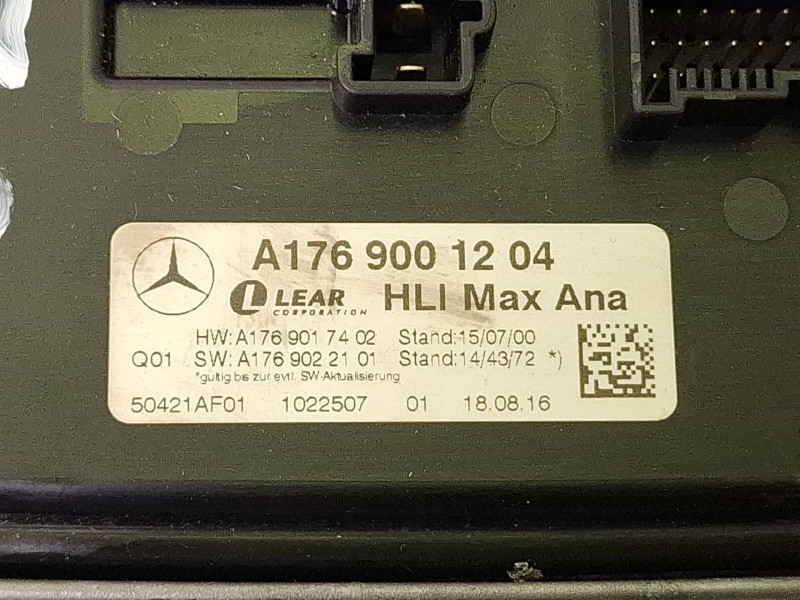 A176 900 12 04
LEAR HLI Max Ana
CORPORATION
HW:A176 901 74 02 Stand:15/07/00
Q01 SW:A176 902 21 01 Stand:14/43/72 *)
*gültig bis zur evtl. SW-Aktualisierung
50421AF01 1022507 01 18.08.16